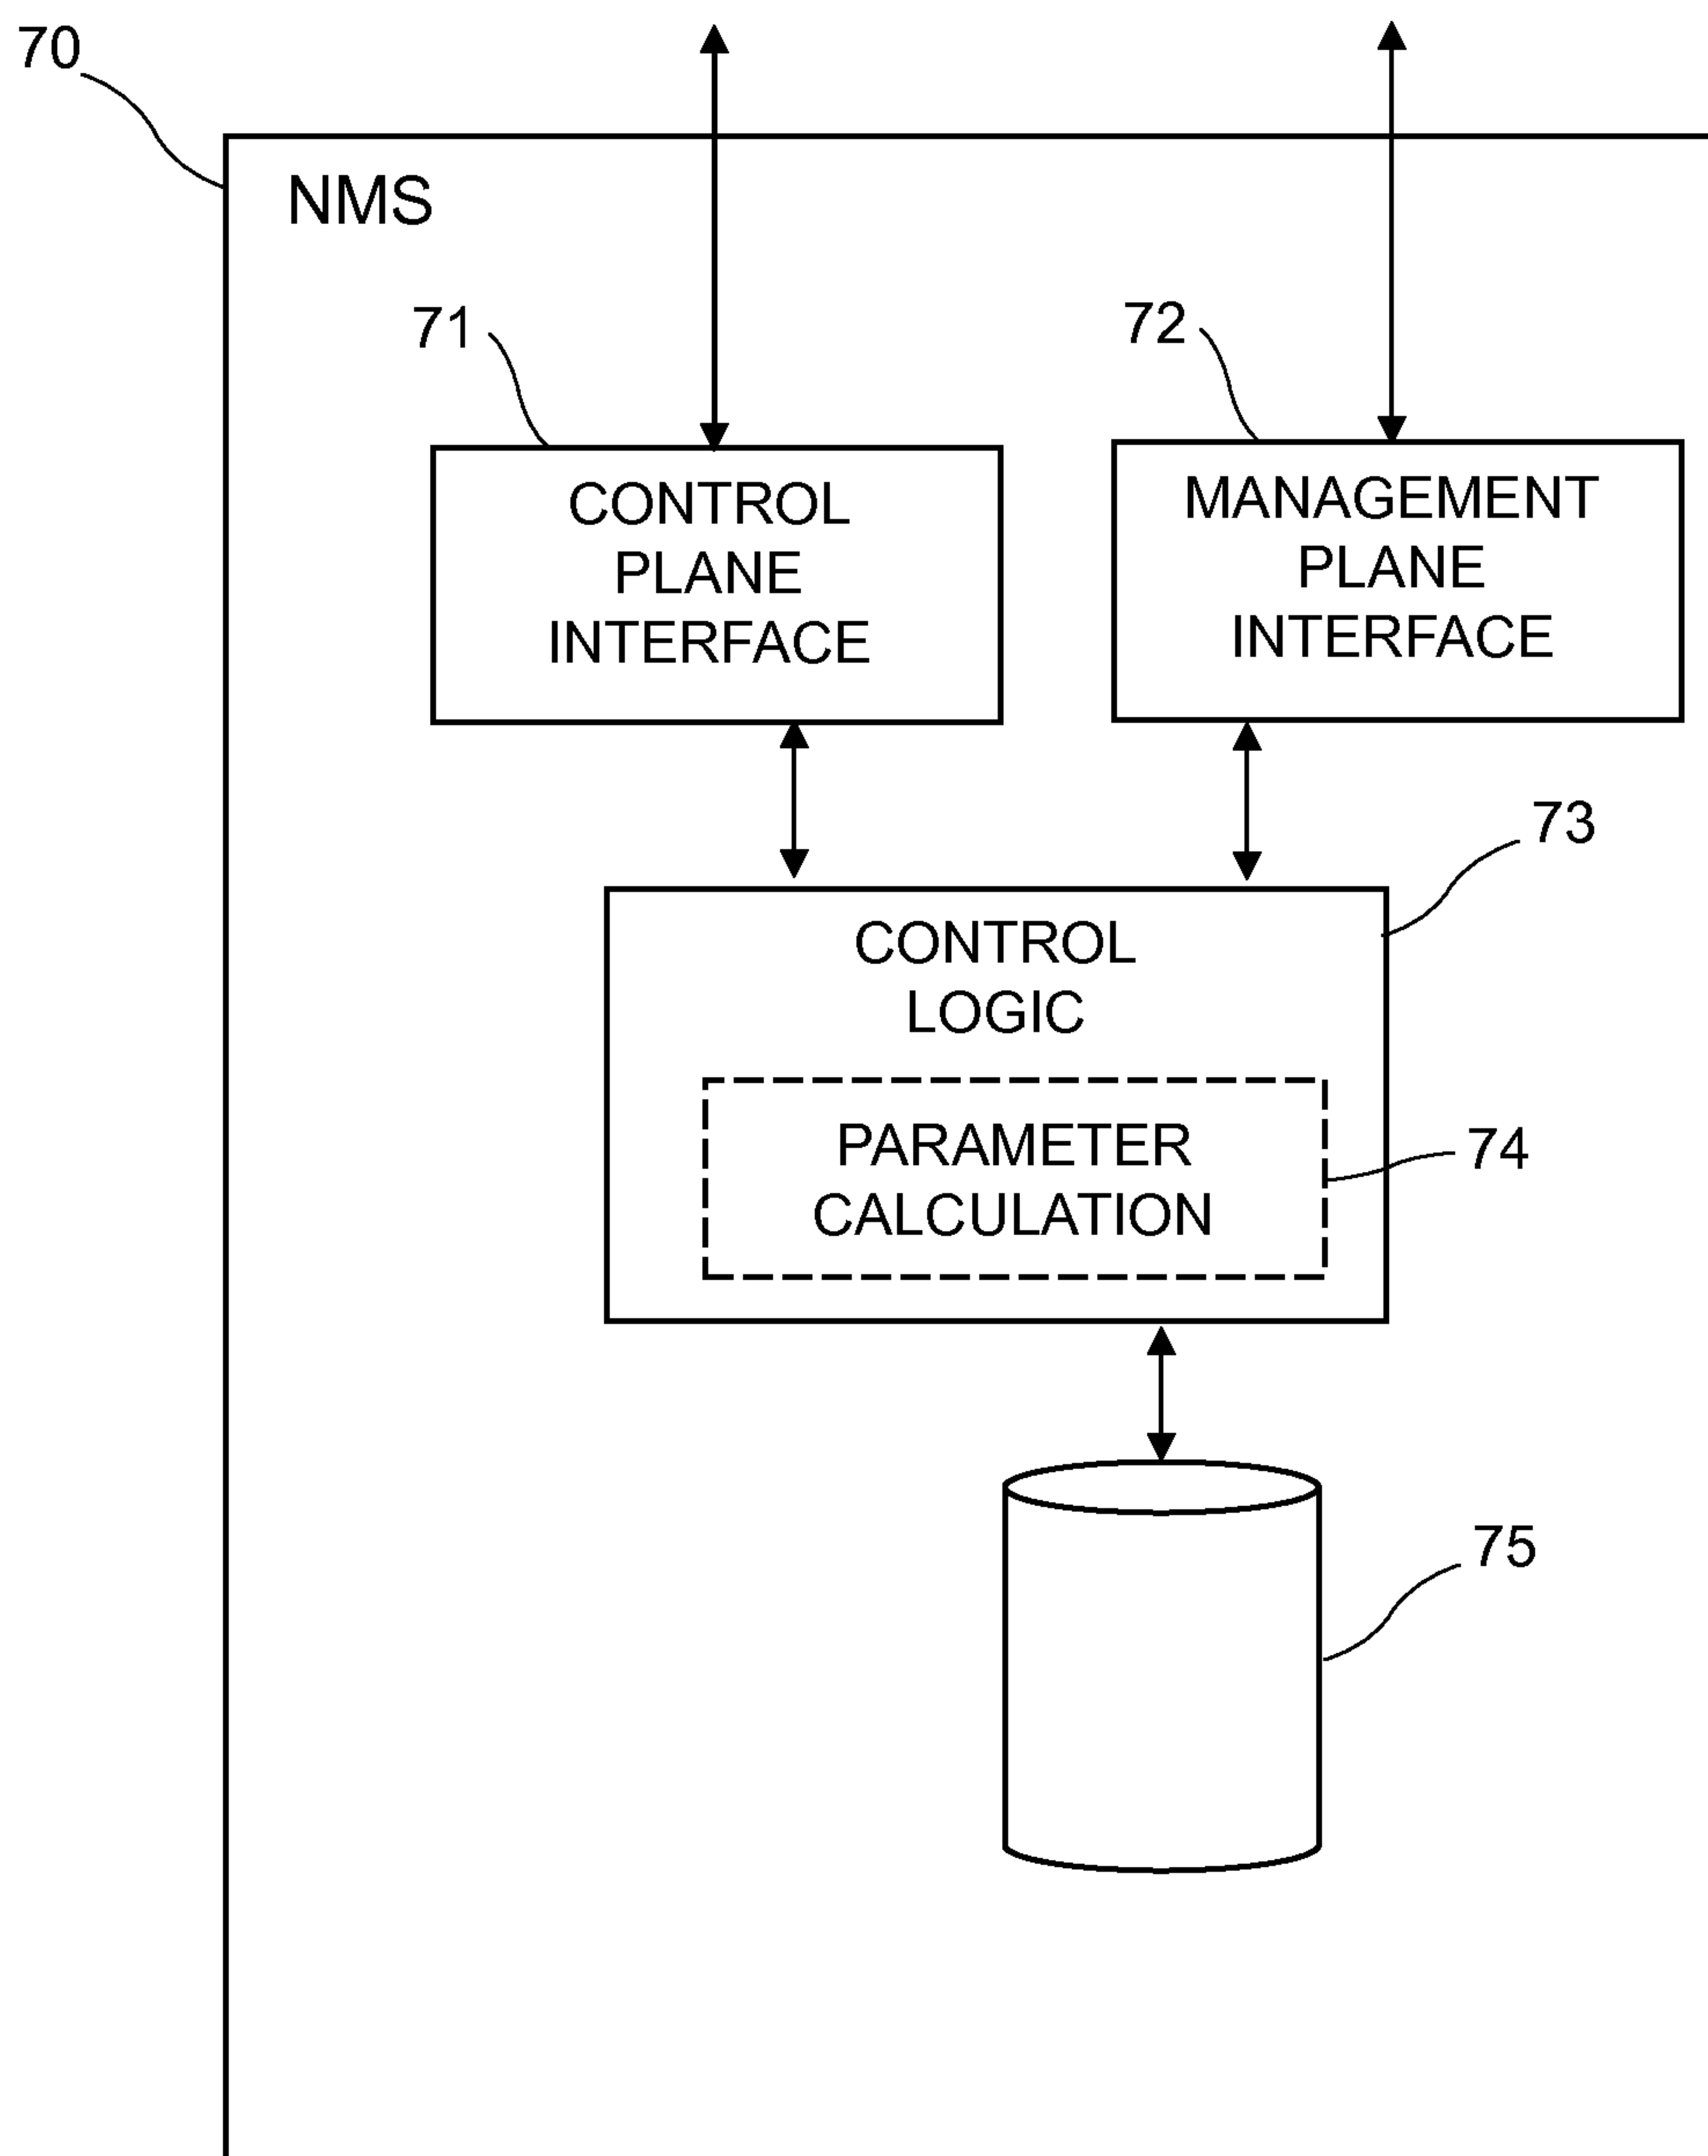 70
NMS
71
72
CONTROL
PLANE
INTERFACE
MANAGEMENT
PLANE
INTERFACE
73
CONTROL
LOGIC
PARAMETER
CALCULATION
74
75